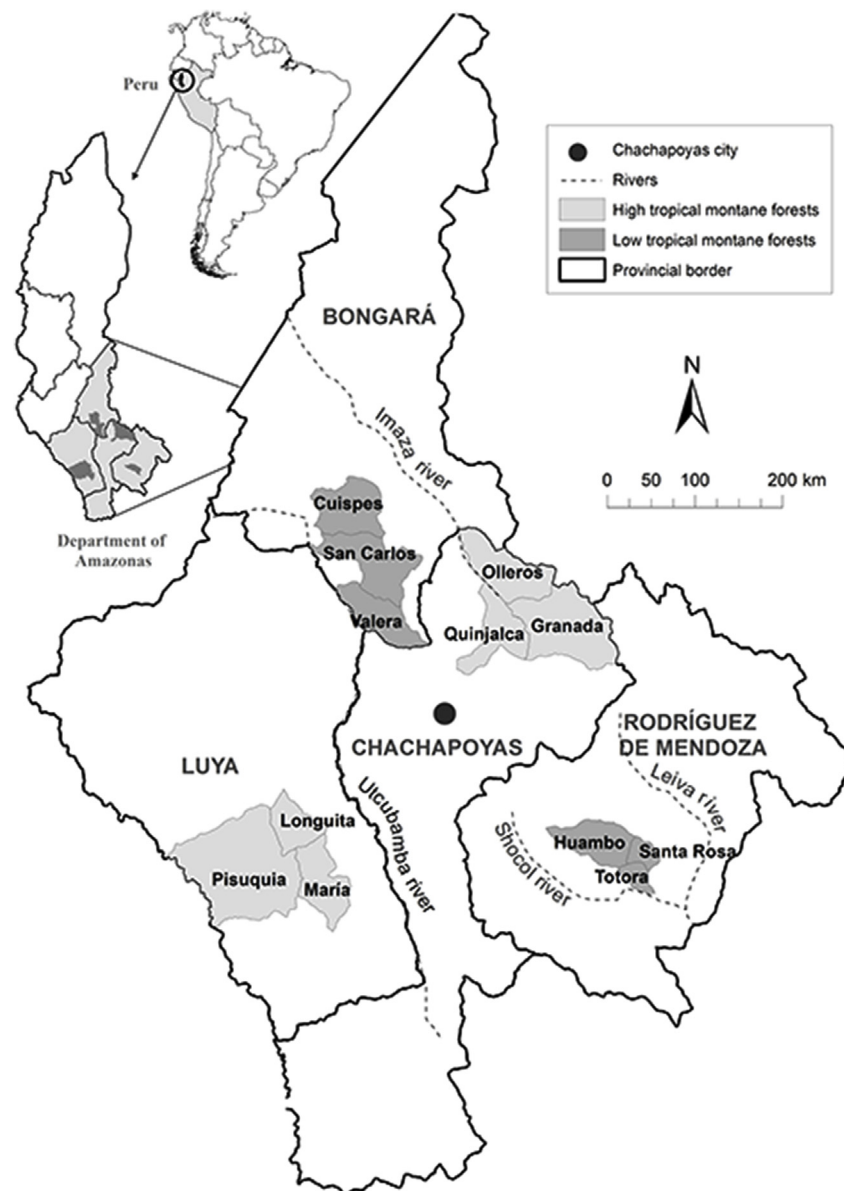 Peru
Chachapoyas city
Rivers
High tropical montane forests
Low tropical montane forests
Provincial border
BONGARÁ
N
Imaza river
0 50 100 200 km
Cuispes
San Carlos
Valera
Department of
Amazonas
Olleros
Quinjalca
Granada
CHACHAPOYAS
RODRÍGUEZ
DE MENDOZA
LUYA
Leiva river
Utcubamba river
Longuita
Pisuquia
María
Shocol river
Huambo
Santa Rosa
Totora